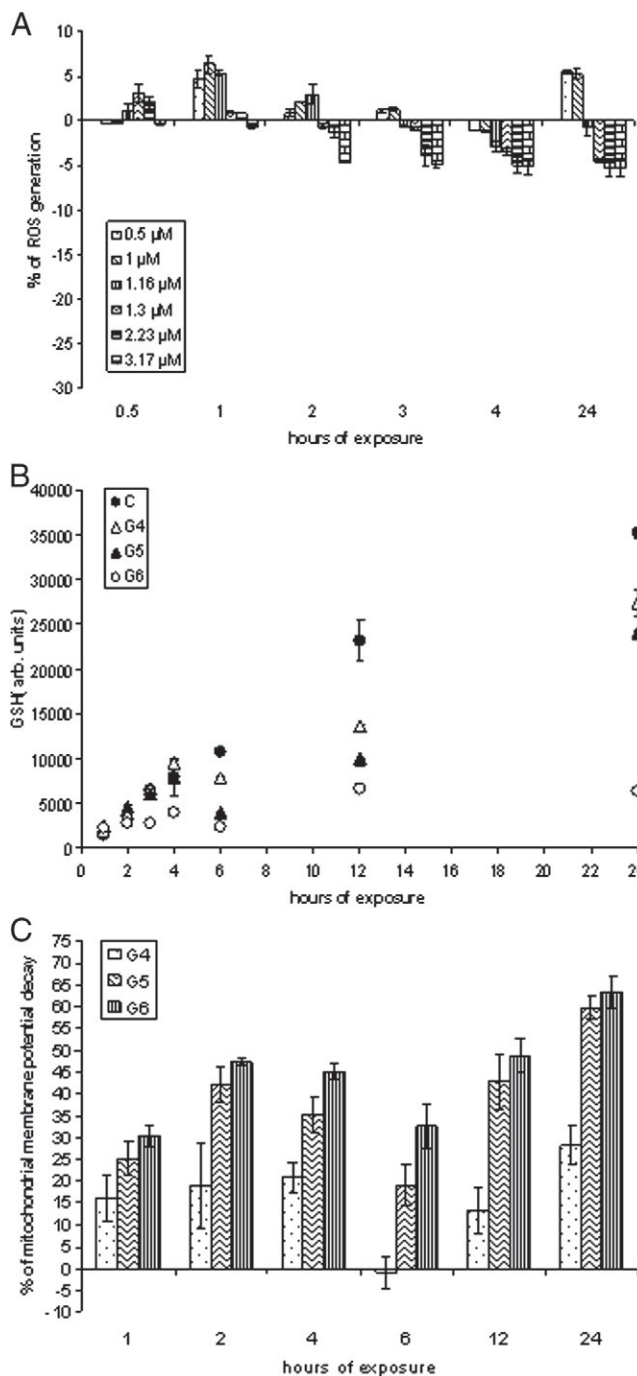 A
% of ROS generation
10
5
0
-5
-10
-15
-20
-25
-30
0.5 µM
1 µM
1.16 µM
1.3 µM
2.23 µM
3.17 µM
0.5 1 2 3 4 24
hours of exposure
B
GSH(arb. units)
40000
35000
30000
25000
20000
15000
10000
5000
0
C
G4
G5
G6
0 2 4 6 8 10 12 14 16 18 20 22
hours of exposure
C
% of mitochondrial membrane potential decay
75
70
65
60
55
50
45
40
35
30
25
20
15
10
5
0
-5
-10
G4
G5
G6
1 2 4 6 12 24
hours of exposure